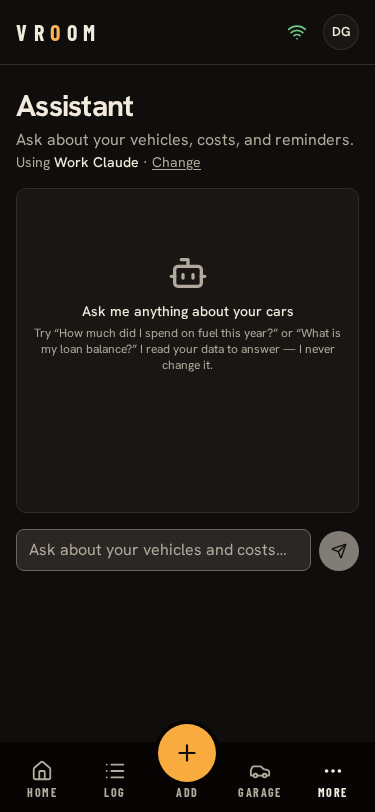 VROOM
DG
Assistant
Ask about your vehicles, costs, and reminders.
Using Work Claude · Change
Ask me anything about your cars
Try “How much did I spend on fuel this year?” or “What is
my loan balance?” I read your data to answer — I never
change it.
Ask about your vehicles and costs...
HOME
LOG
ADD
GARAGE
MORE